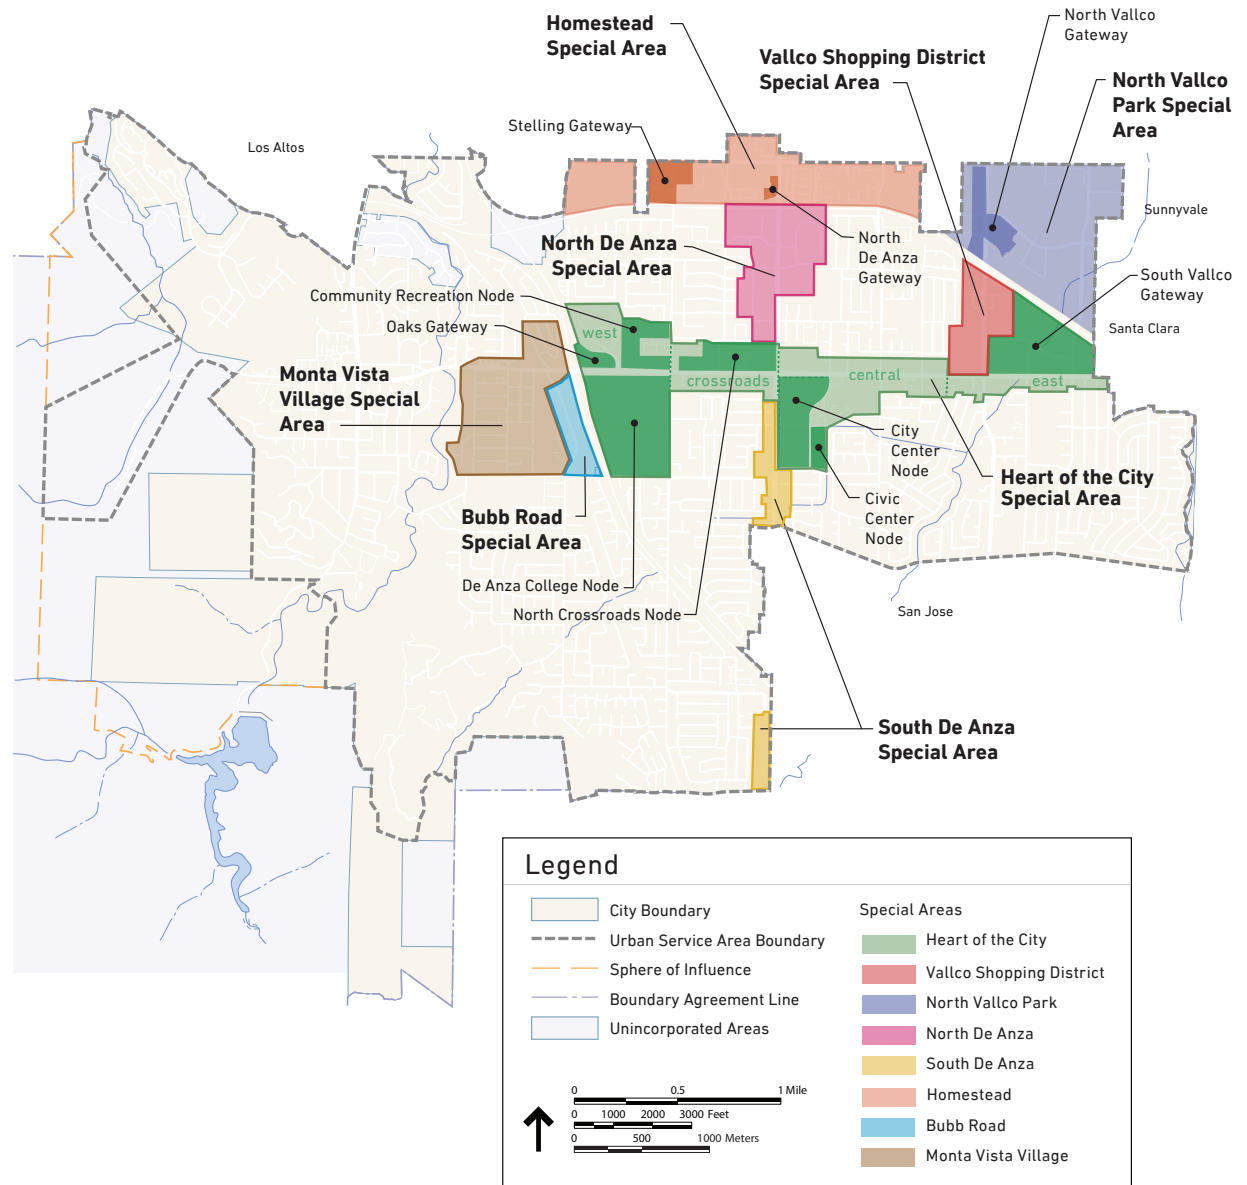 Homestead
Special Area
North Vallco
Gateway
Vallco Shopping District
Special Area
North Vallco
Park Special
Area
Stelling Gateway
Los Altos
Sunnyvale
North De Anza
Special Area
North
De Anza
Gateway
South Vallco
Gateway
Community Recreation Node
Oaks Gateway
Santa Clara
west
crossroads
central
east
Monta Vista
Village Special
Area
City
Center
Node
Heart of the City
Special Area
Civic
Center
Node
Bubb Road
Special Area
De Anza College Node
North Crossroads Node
San Jose
South De Anza
Special Area
Legend
City Boundary
Urban Service Area Boundary
Sphere of Influence
Boundary Agreement Line
Unincorporated Areas
0 0.5 1 Mile
0 1000 2000 3000 Feet
0 500 1000 Meters
Special Areas
Heart of the City
Vallco Shopping District
North Vallco Park
North De Anza
South De Anza
Homestead
Bubb Road
Monta Vista Village